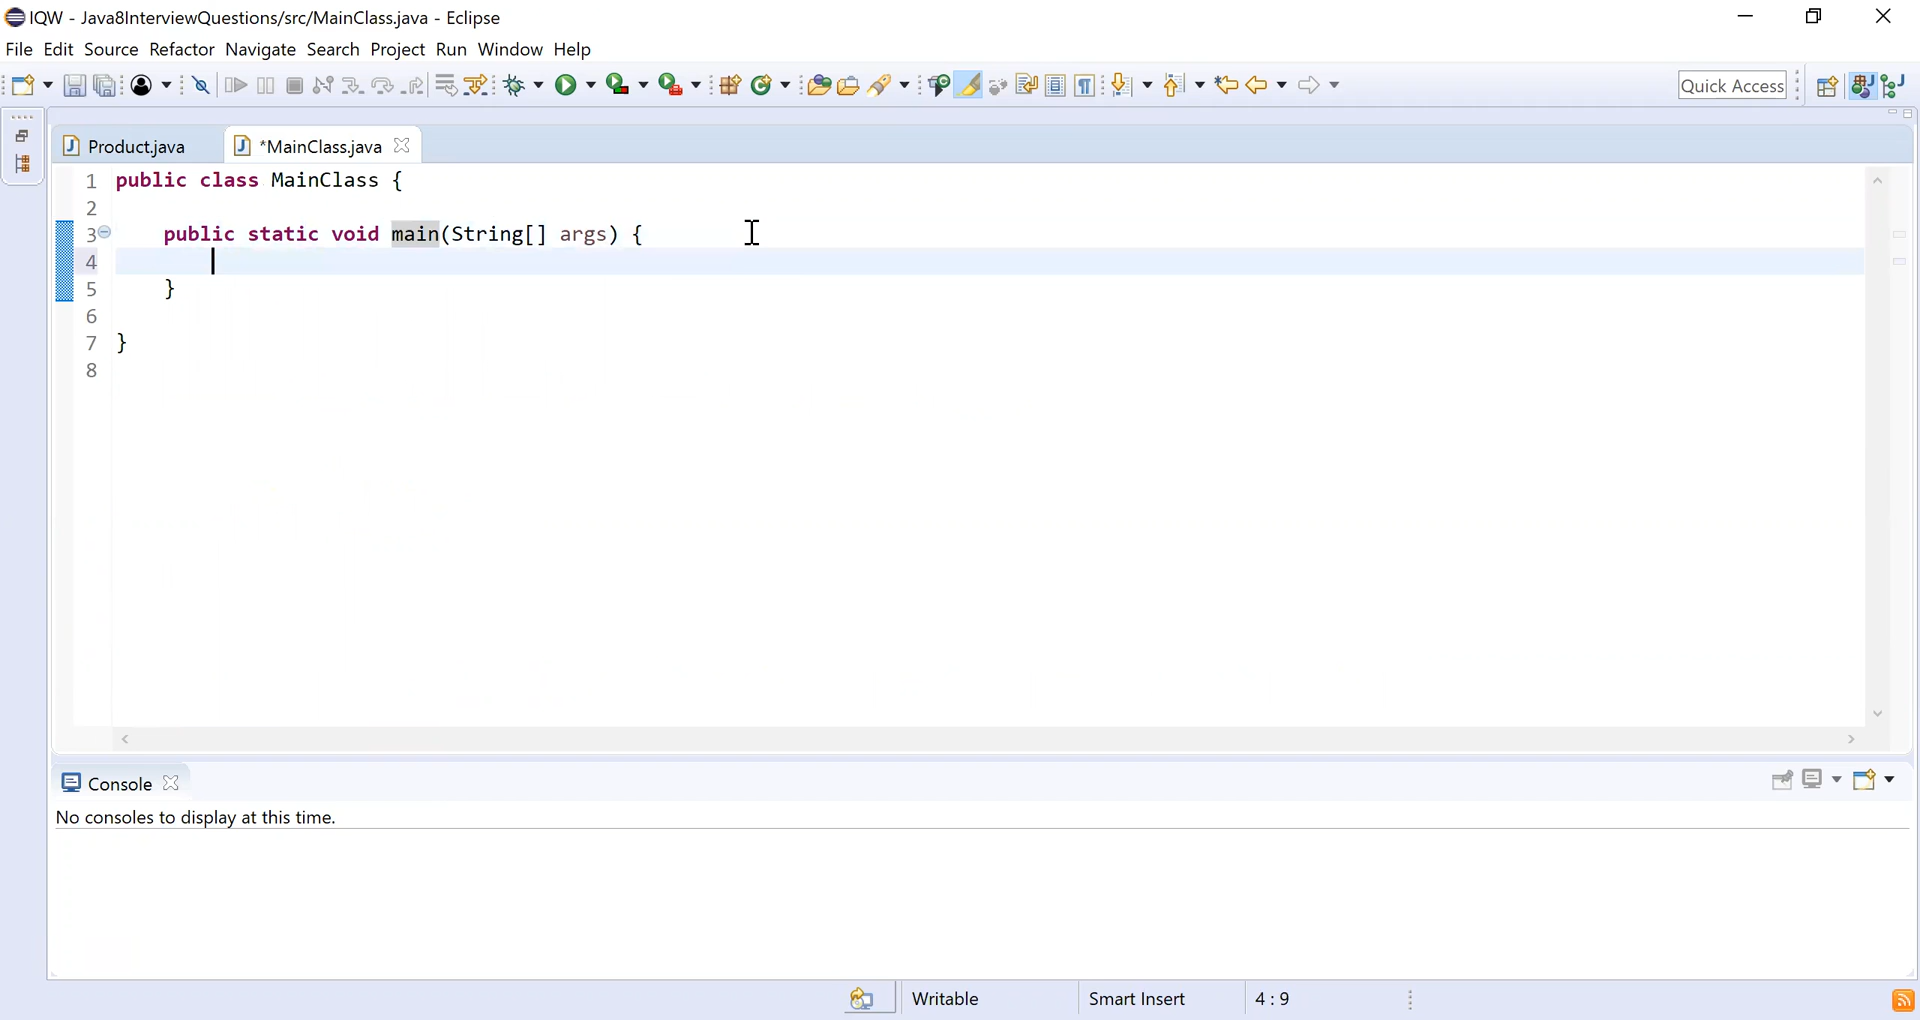 IQW - Java8InterviewQuestions/src/MainClass.java - Eclipse
File Edit Source Refactor Navigate Search Project Run Window Help
Quick Access
Product.java
*MainClass.java
1 public class MainClass {
2
3 public static void main(String[] args) {
4
5 }
6
7 }
8
Console
No consoles to display at this time.
Writable Smart Insert 4 : 9